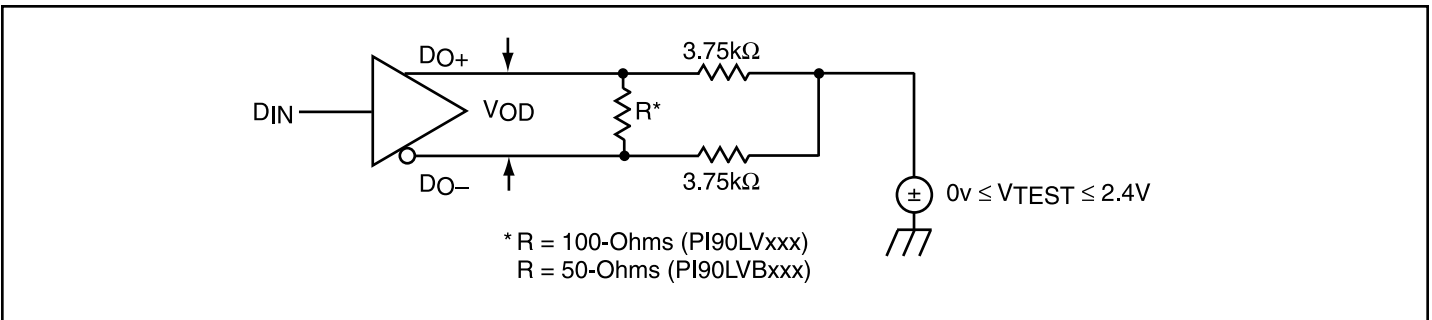 DO+
3.75kΩ
DIN
VOD
R*
DO–
3.75kΩ
±
0v ≤ VTEST ≤ 2.4V
* R = 100-Ohms (PI90LVxxx)
R = 50-Ohms (PI90LVBxxx)